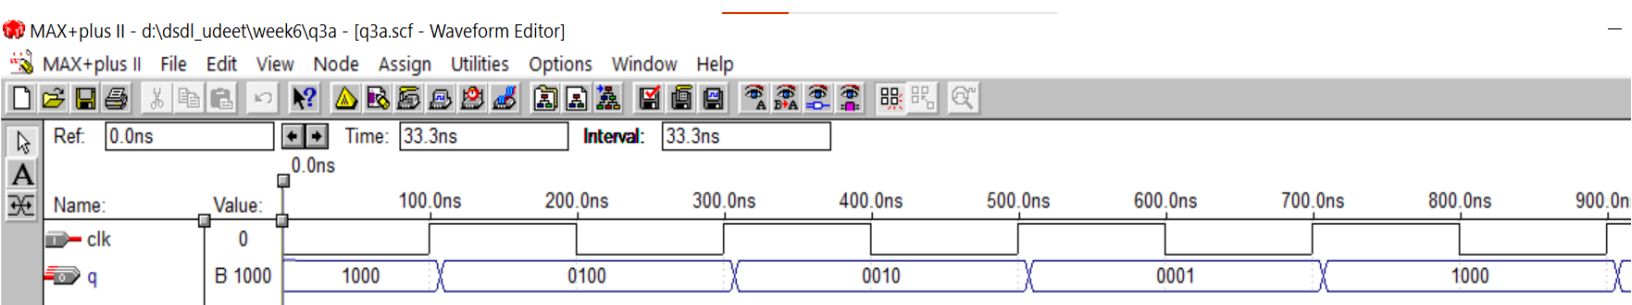 MAX+plus II - d:\dsdl_udeet\week6\q3a - [q3a.scf - Waveform Editor]
MAX+plus II File Edit View Node Assign Utilities Options Window Help
Ref: 0.0ns Time: 33.3ns Interval: 33.3ns
0.0ns
Name: Value: 100.0ns 200.0ns 300.0ns 400.0ns 500.0ns 600.0ns 700.0ns 800.0ns 900.0n
clk 0
q B 1000 1000 0100 0010 0001 1000